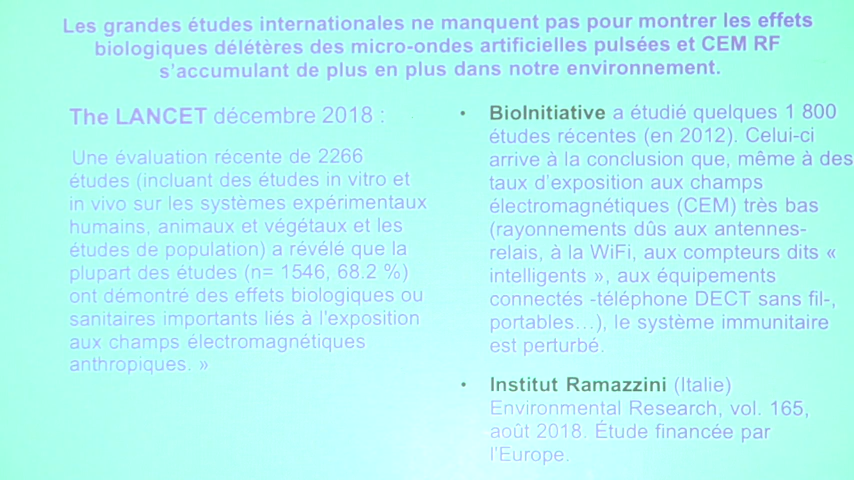 Les grandes études internationales ne manquent pas pour montrer les effets
biologiques délétères des micro-ondes artificielles pulsées et CEM RF
s'accumulant de plus en plus dans notre environnement.
The LANCET décembre 2018 :
Une évaluation récente de 2266
études (incluant des études in vitro et
in vivo sur les systèmes expérimentaux
humains, animaux et végétaux et les
études de population) a révélé que la
plupart des études (n= 1546, 68.2 %)
ont démontré des effets biologiques ou
sanitaires importants liés à l'exposition
aux champs électromagnétiques
anthropiques. »
• BioInitiative a étudié quelques 1 800
études récentes (en 2012). Celui-ci
arrive à la conclusion que, même à des
taux d'exposition aux champs
électromagnétiques (CEM) très bas
(rayonnements dûs aux antennes-
relais, à la WiFi, aux compteurs dits «
intelligents », aux équipements
connectés -téléphone DECT sans fil-,
portables…), le système immunitaire
est perturbé.
• Institut Ramazzini (Italie)
Environmental Research, vol. 165,
août 2018. Étude financée par
l'Europe.